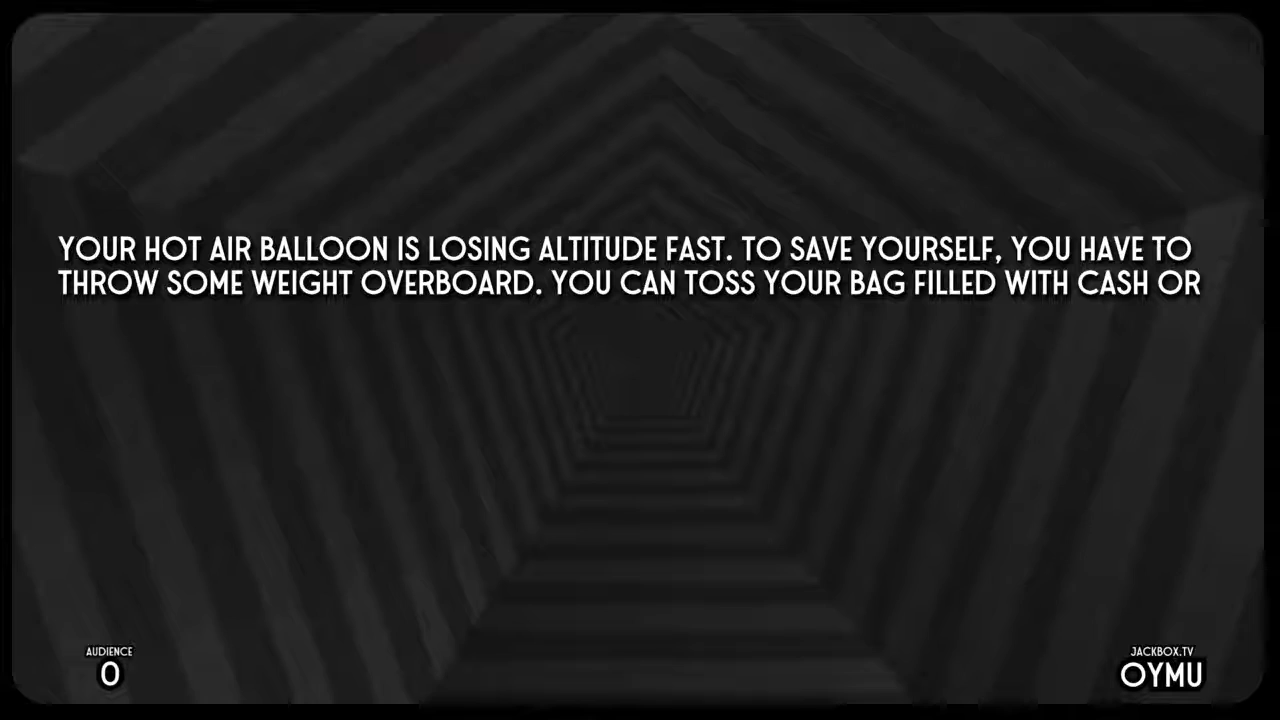 YOUR HOT AIR BALLOON IS LOSING ALTITUDE FAST. TO SAVE YOURSELF, YOU HAVE TO
THROW SOME WEIGHT OVERBOARD. YOU CAN TOSS YOUR BAG FILLED WITH CASH OR
AUDIENCE
0
JACKBOX.TV
OYMU